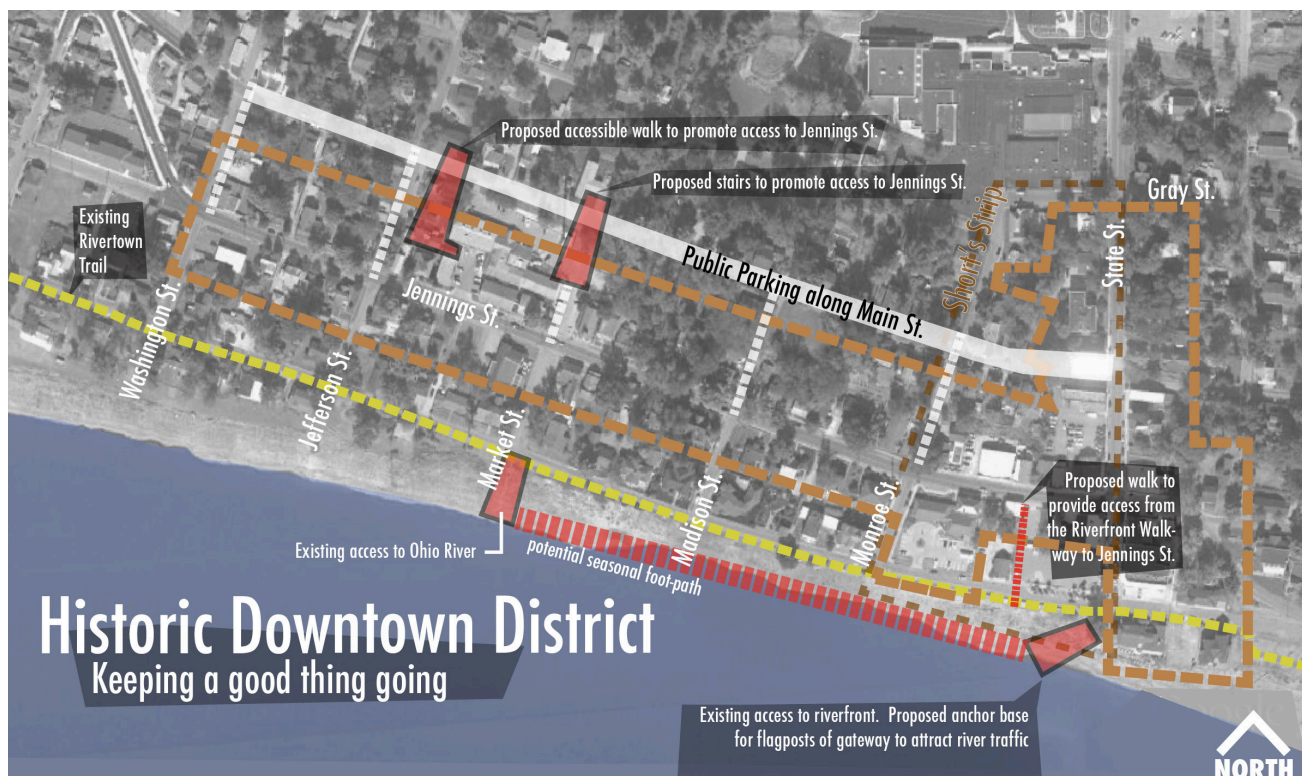 Proposed accessible walk to promote access to Jennings St.
Proposed stairs to promote access to Jennings St.
Gray St.
Existing
Rivertown
Trail
Short's Strip
State St.
Public Parking along Main St.
Jennings St.
Washington St.
Jefferson St.
Market St.
Madison St.
Monroe St.
Proposed walk to
provide access from
the Riverfront Walk-
way to Jennings St.
Existing access to Ohio River
potential seasonal foot-path
Historic Downtown District
Keeping a good thing going
Existing access to riverfront. Proposed anchor base
for flagposts of gateway to attract river traffic
NORTH